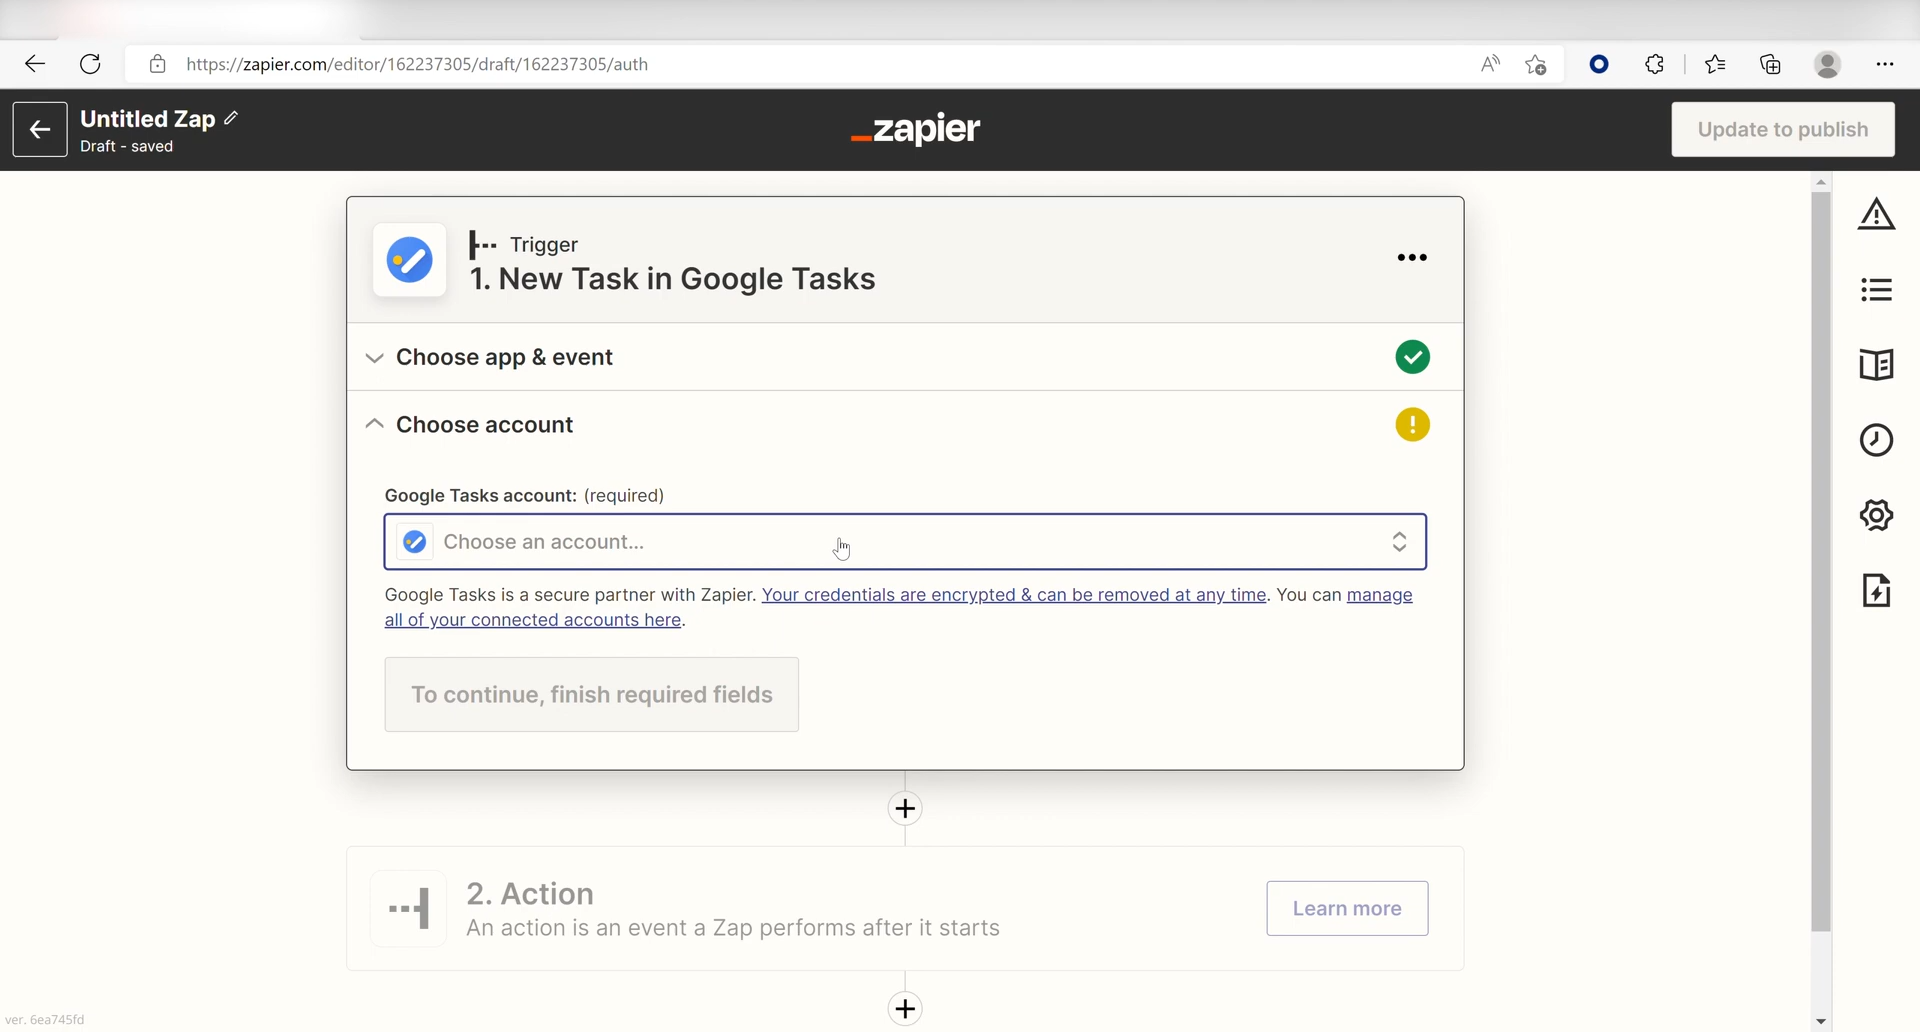 https://zapier.com/editor/162237305/draft/162237305/auth
Untitled Zap
Draft - saved
zapier
Update to publish
Trigger
1. New Task in Google Tasks
Choose app & event
Choose account
Google Tasks account: (required)
Choose an account...
Google Tasks is a secure partner with Zapier. Your credentials are encrypted & can be removed at any time. You can manage
all of your connected accounts here.
To continue, finish required fields
2. Action
An action is an event a Zap performs after it starts
Learn more
ver. 6ea745fd